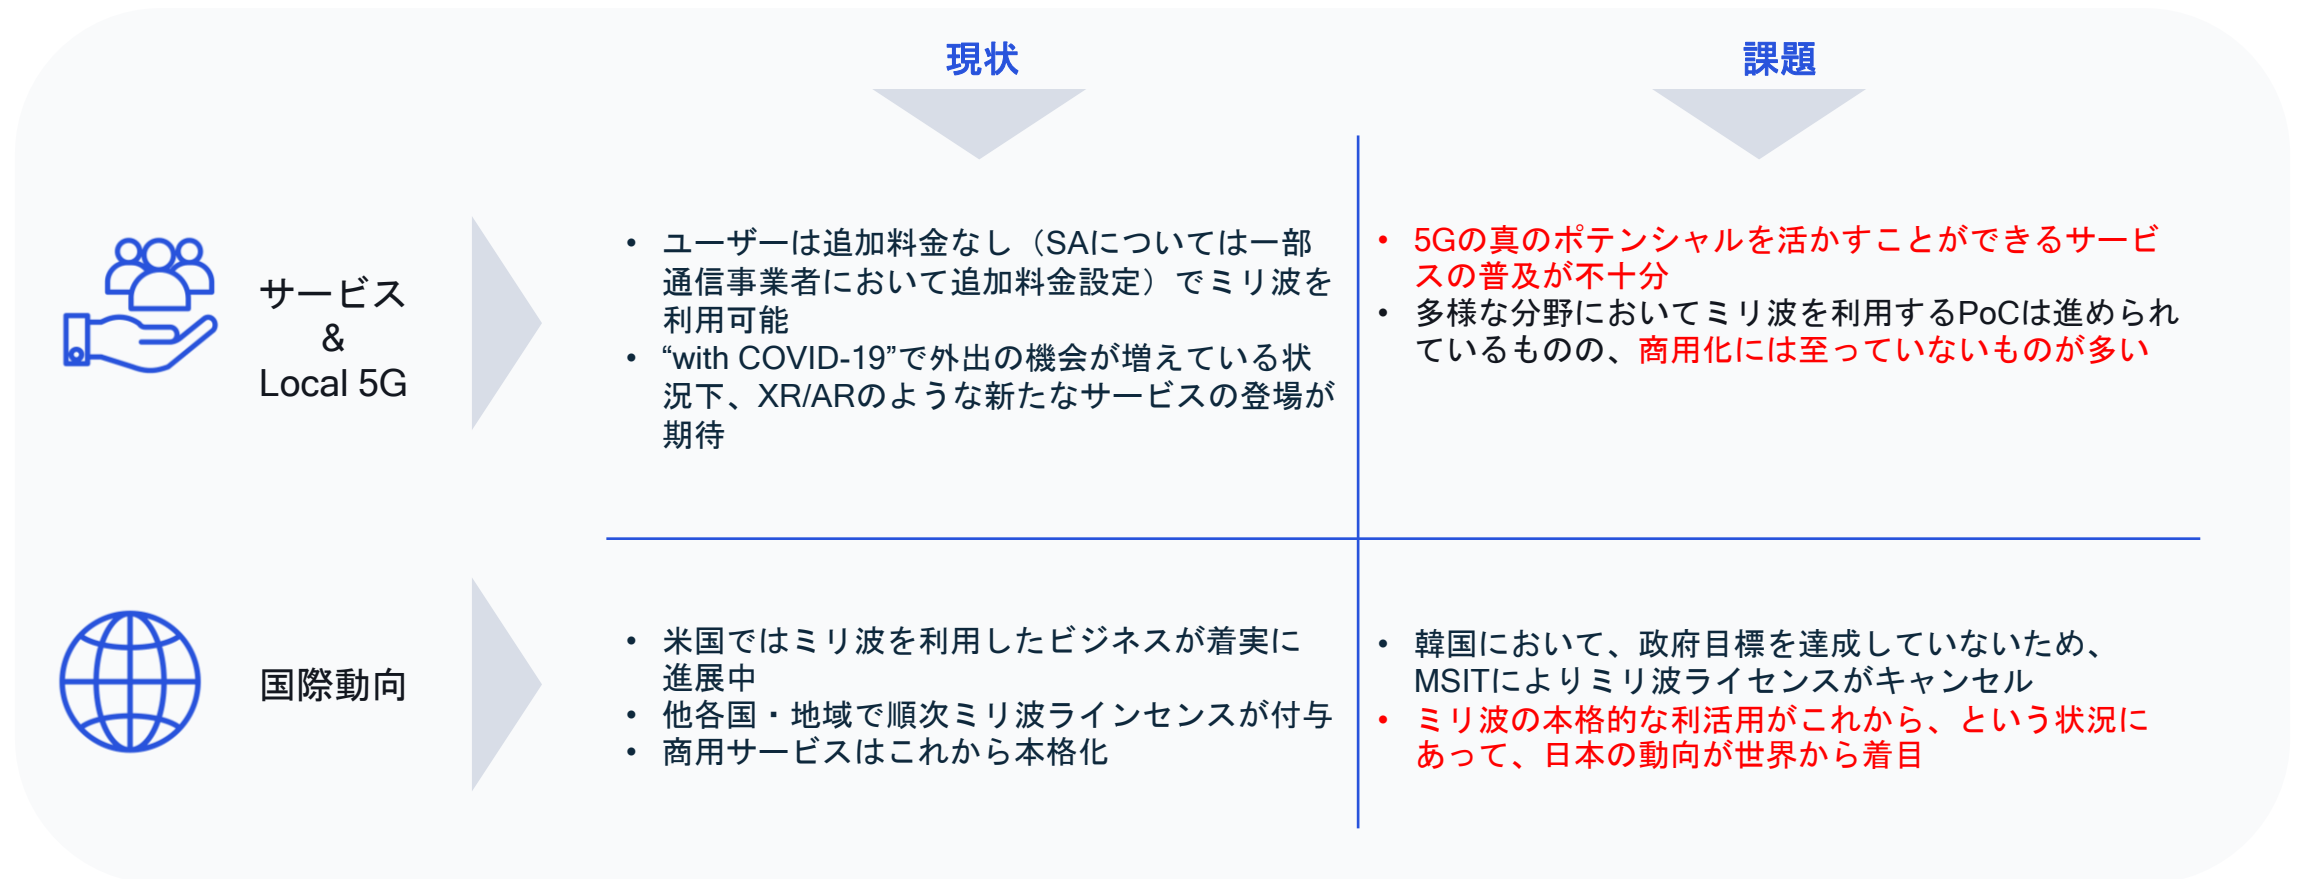 現状
課題
サービス
&
Local 5G
• ユーザーは追加料金なし（SAについては一部
通信事業者において追加料金設定）でミリ波を
利用可能
• “with COVID-19”で外出の機会が増えている状
況下、XR/ARのような新たなサービスの登場が
期待
• 5Gの真のポテンシャルを活かすことができるサービ
スの普及が不十分
• 多様な分野においてミリ波を利用するPoCは進められ
ているものの、商用化には至っていないものが多い
国際動向
• 米国ではミリ波を利用したビジネスが着実に
進展中
• 他各国・地域で順次ミリ波ラインセンスが付与
• 商用サービスはこれから本格化
• 韓国において、政府目標を達成していないため、
MSITによりミリ波ライセンスがキャンセル
• ミリ波の本格的な利活用がこれから、という状況に
あって、日本の動向が世界から着目